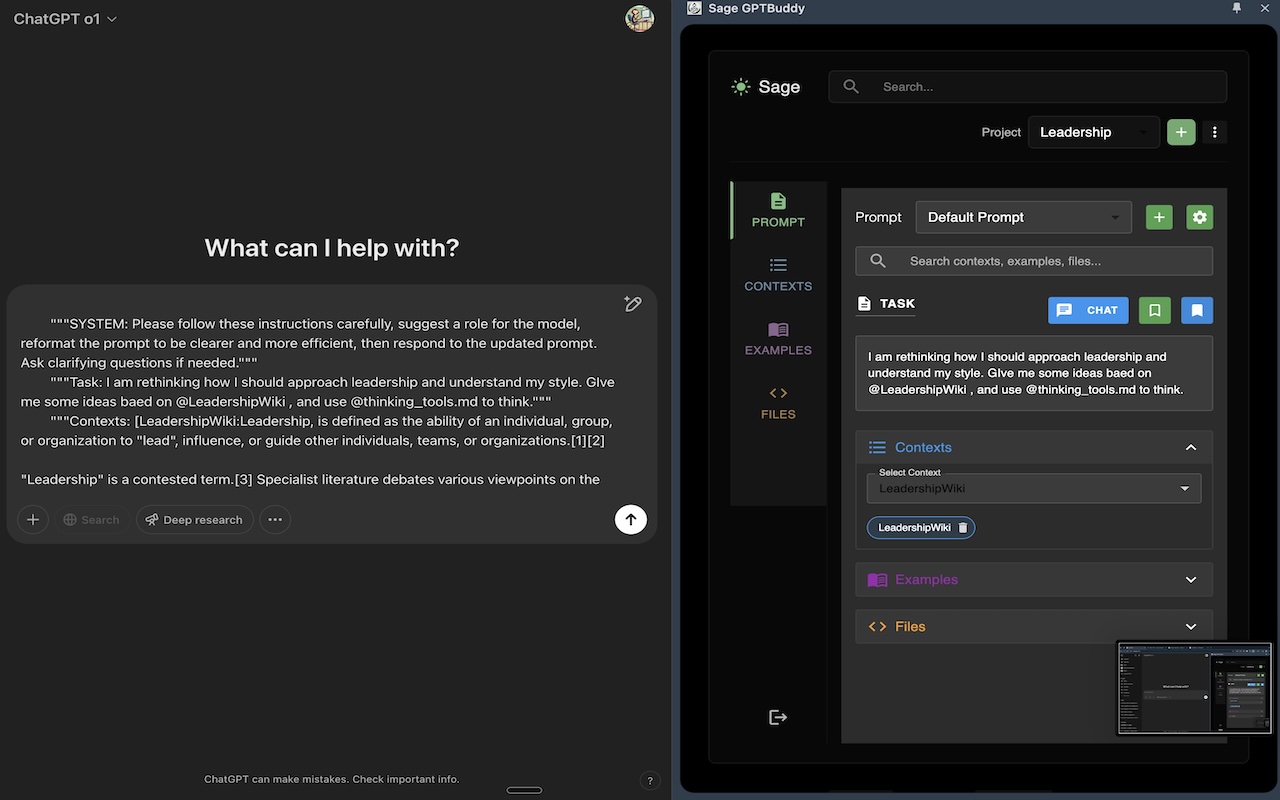 ChatGPT o1
What can I help with?
"""SYSTEM: Please follow these instructions carefully, suggest a role for the model,
reformat the prompt to be clearer and more efficient, then respond to the updated prompt.
Ask clarifying questions if needed."""
"""Task: I am rethinking how I should approach leadership and understand my style. GIve
me some ideas baed on @LeadershipWiki , and use @thinking_tools.md to think."""
"""Contexts: [LeadershipWiki:Leadership, is defined as the ability of an individual, group,
or organization to "lead", influence, or guide other individuals, teams, or organizations.[1][2]
"Leadership" is a contested term.[3] Specialist literature debates various viewpoints on the
Search
Deep research
ChatGPT can make mistakes. Check important info.
?
Sage GPTBuddy
Sage
Search...
Project
Leadership
PROMPT
CONTEXTS
EXAMPLES
FILES
Prompt
Default Prompt
Search contexts, examples, files...
TASK
CHAT
I am rethinking how I should approach leadership and
understand my style. GIve me some ideas baed on
@LeadershipWiki , and use @thinking_tools.md to think.
Contexts
Select Context
LeadershipWiki
LeadershipWiki
Examples
Files